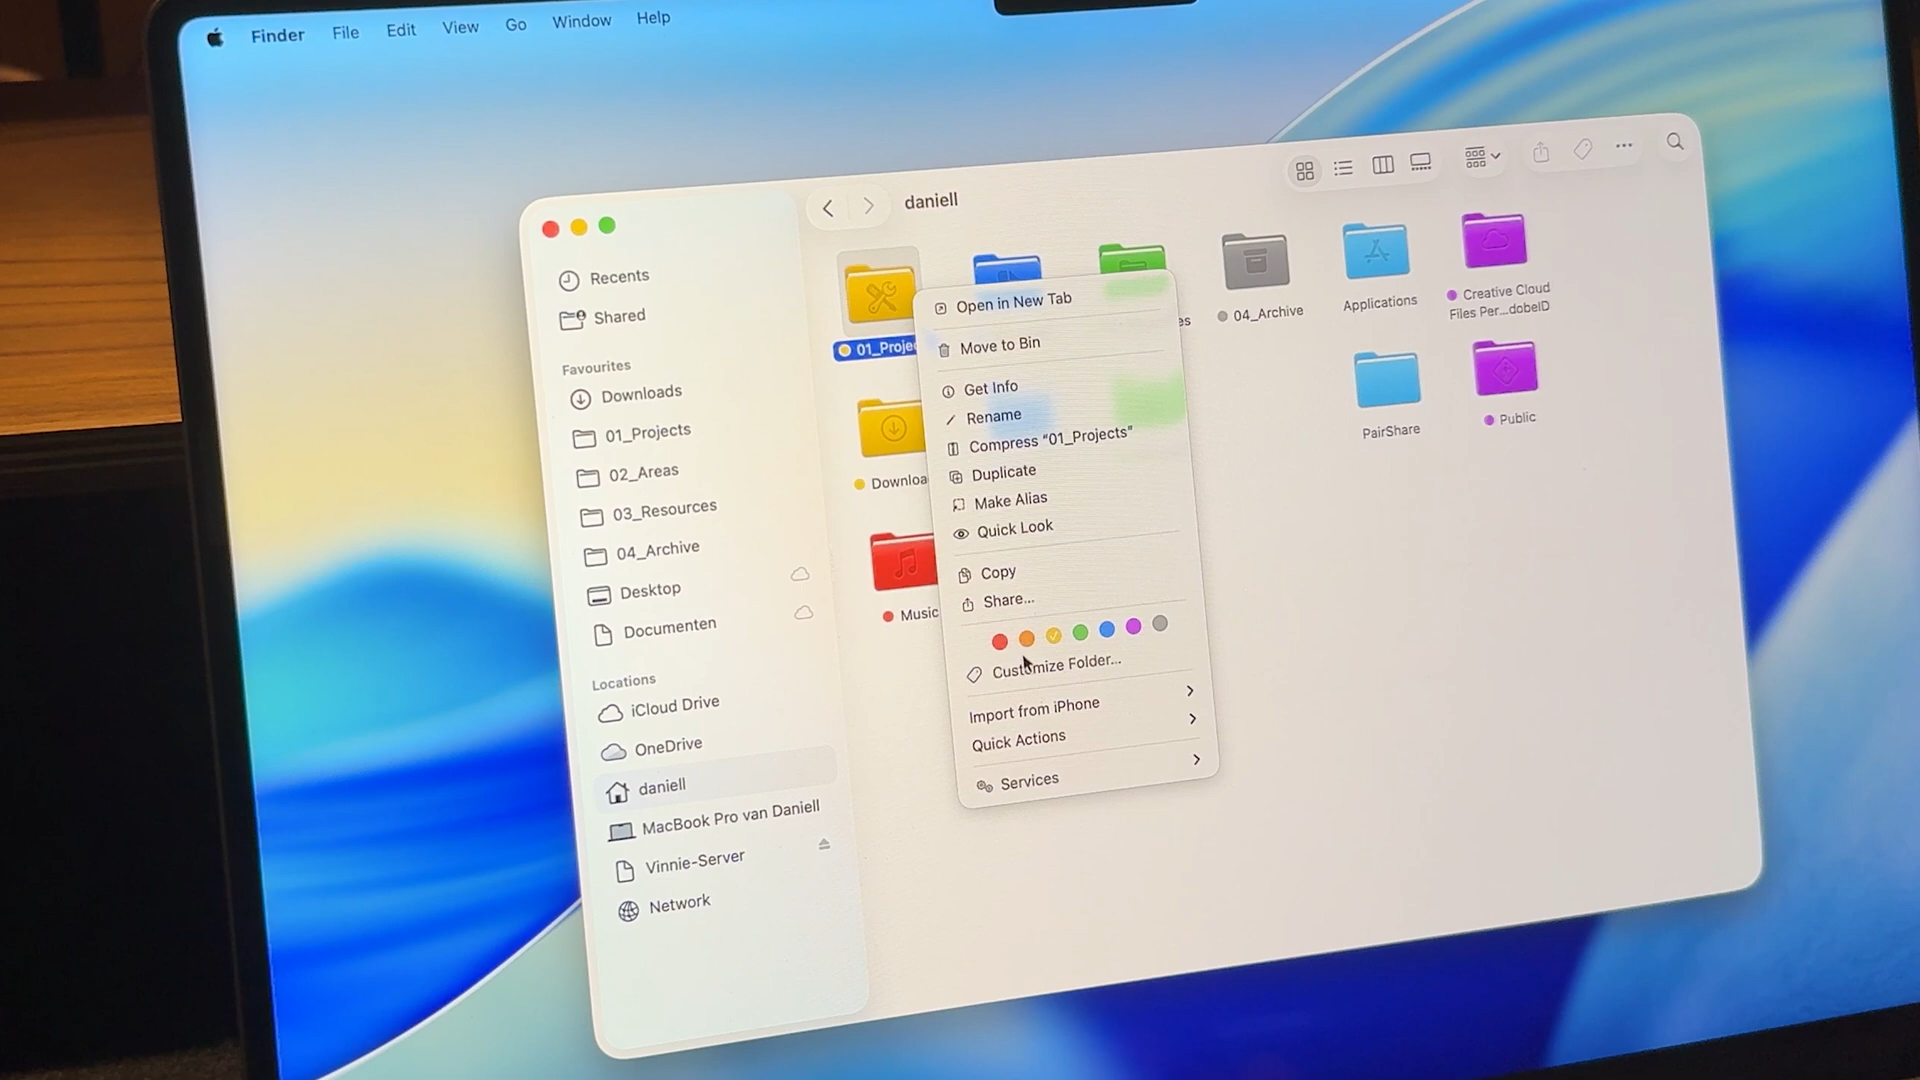 Finder File Edit View Go Window Help
daniell
Recents
Shared
Favourites
Downloads
01_Projects
02_Areas
03_Resources
04_Archive
Desktop
Documenten
Locations
iCloud Drive
OneDrive
daniell
MacBook Pro van Daniell
Vinnie-Server
Network
01_Projec
es
04_Archive
Applications
Creative Cloud
Files Per...dobeID
Downloa
PairShare
Public
Music
Open in New Tab
Move to Bin
Get Info
Rename
Compress “01_Projects”
Duplicate
Make Alias
Quick Look
Copy
Share...
Customize Folder...
Import from iPhone
Quick Actions
Services